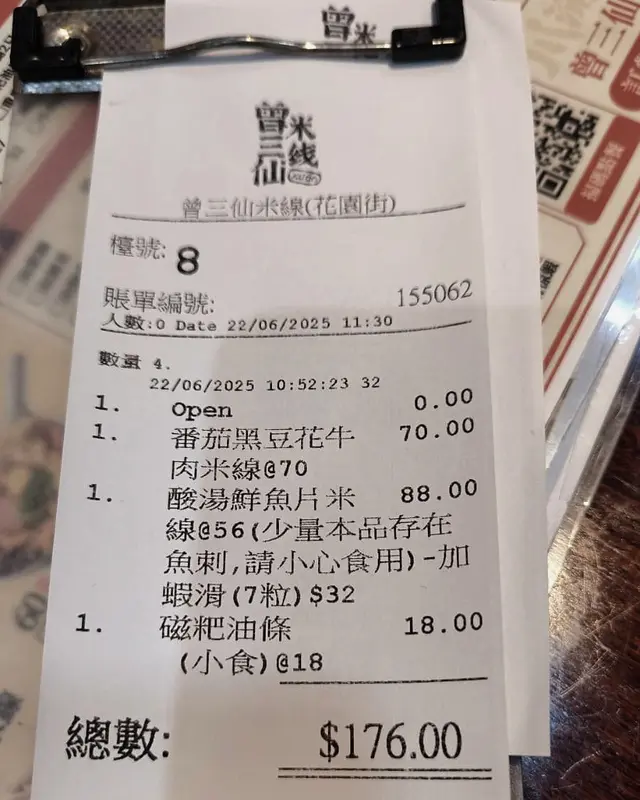 曾
米
曾三仙
米线
曾三仙米線(花園街)
檯號: 8
賬單編號: 155062
人數:0 Date 22/06/2025 11:30
數量 4.
22/06/2025 10:52:23 32
1. Open 0.00
1. 番茄黑豆花牛 70.00
肉米線@70
1. 酸湯鮮魚片米 88.00
線@56(少量本品存在
魚刺,請小心食用)-加
蝦滑(7粒)$32
1. 磁粑油條 18.00
(小食)@18
總數: $176.00
曾三仙